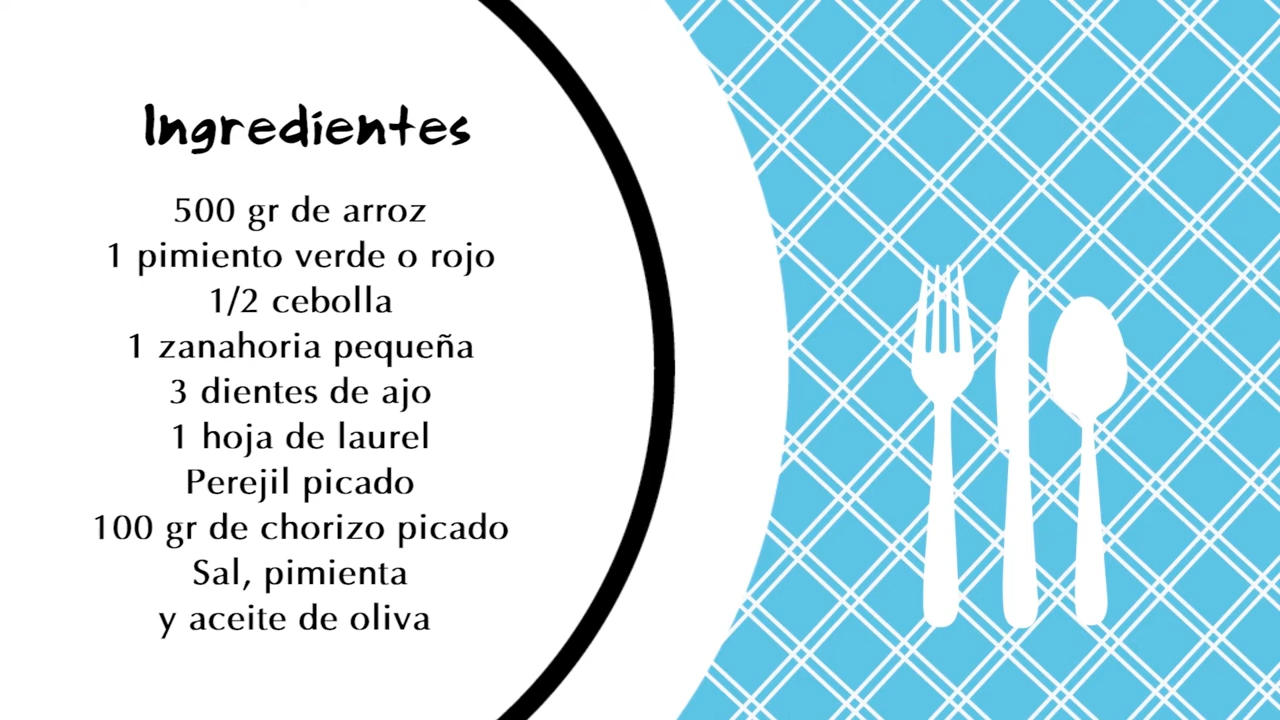 Ingredientes
500 gr de arroz
1 pimiento verde o rojo
1/2 cebolla
1 zanahoria pequeña
3 dientes de ajo
1 hoja de laurel
Perejil picado
100 gr de chorizo picado
Sal, pimienta
y aceite de oliva